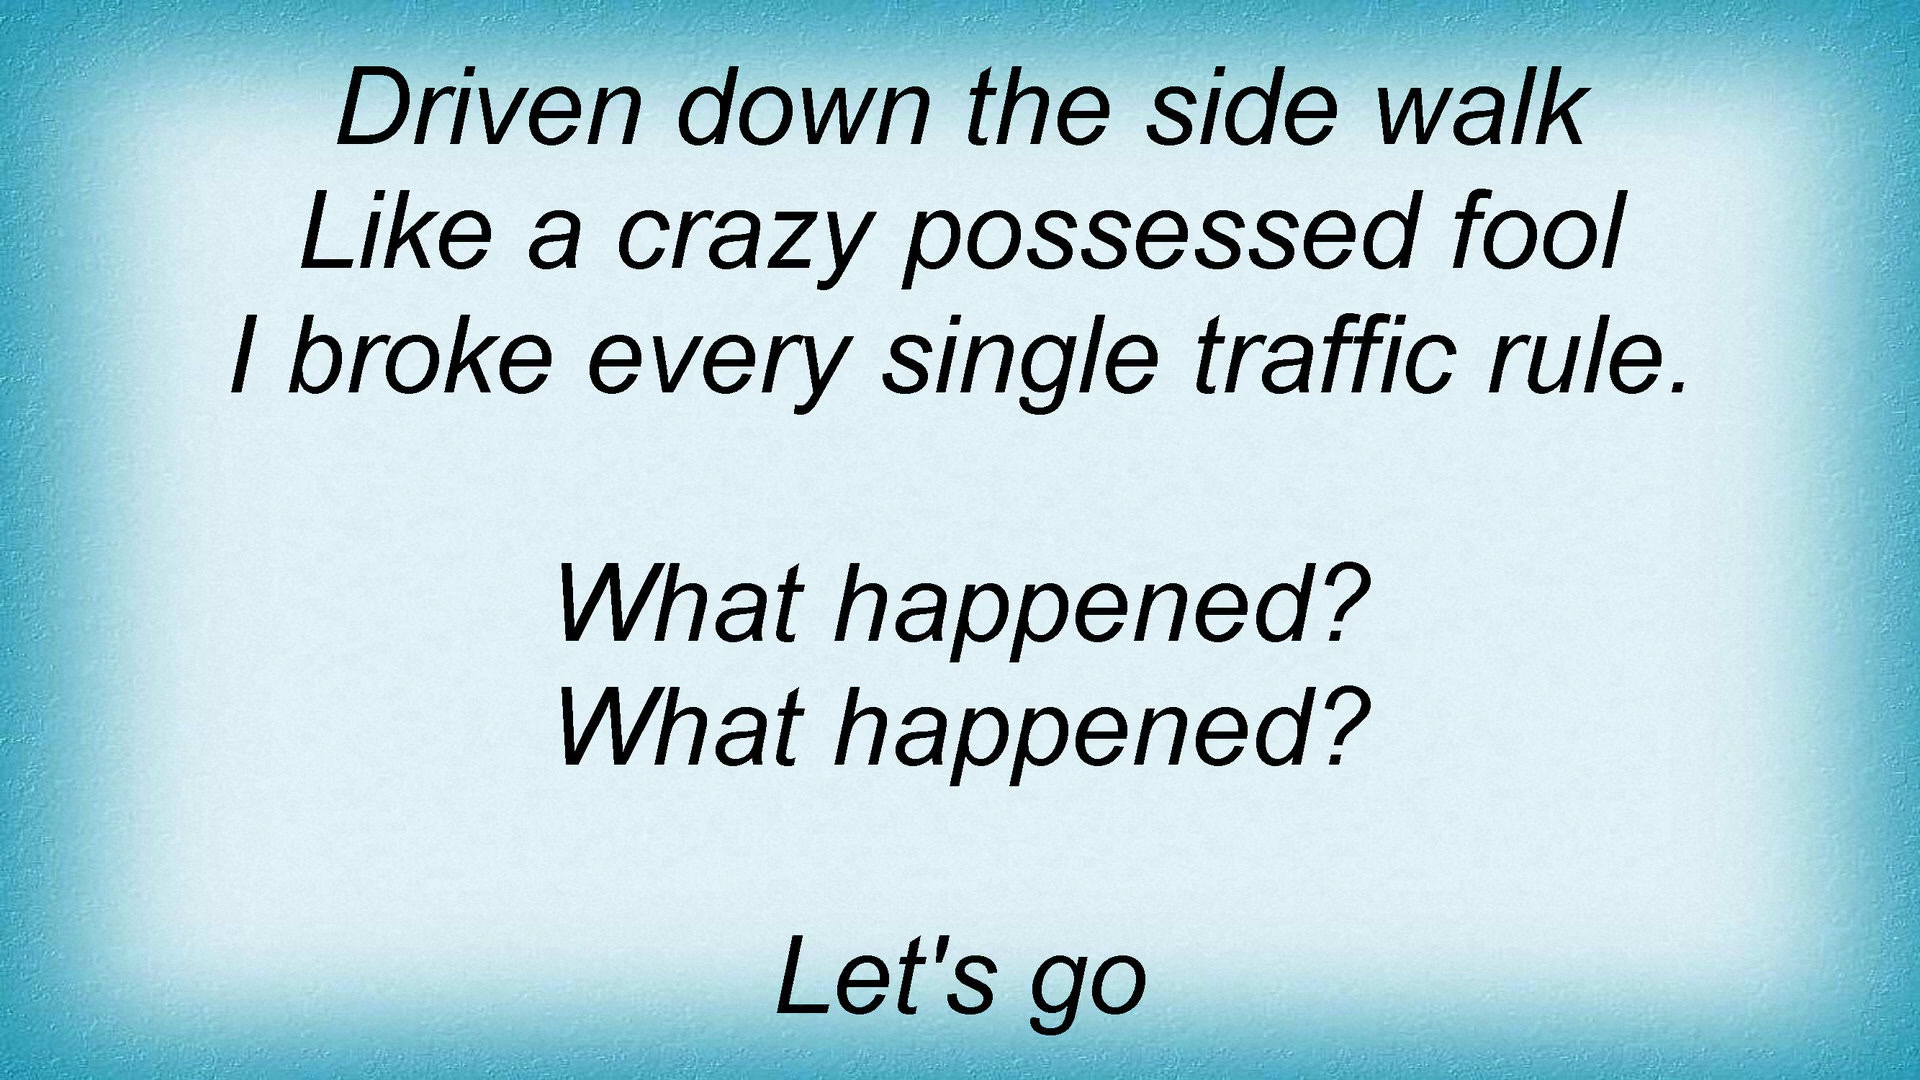 Driven down the side walk
Like a crazy possessed fool
I broke every single traffic rule.
What happened?
What happened?
Let's go